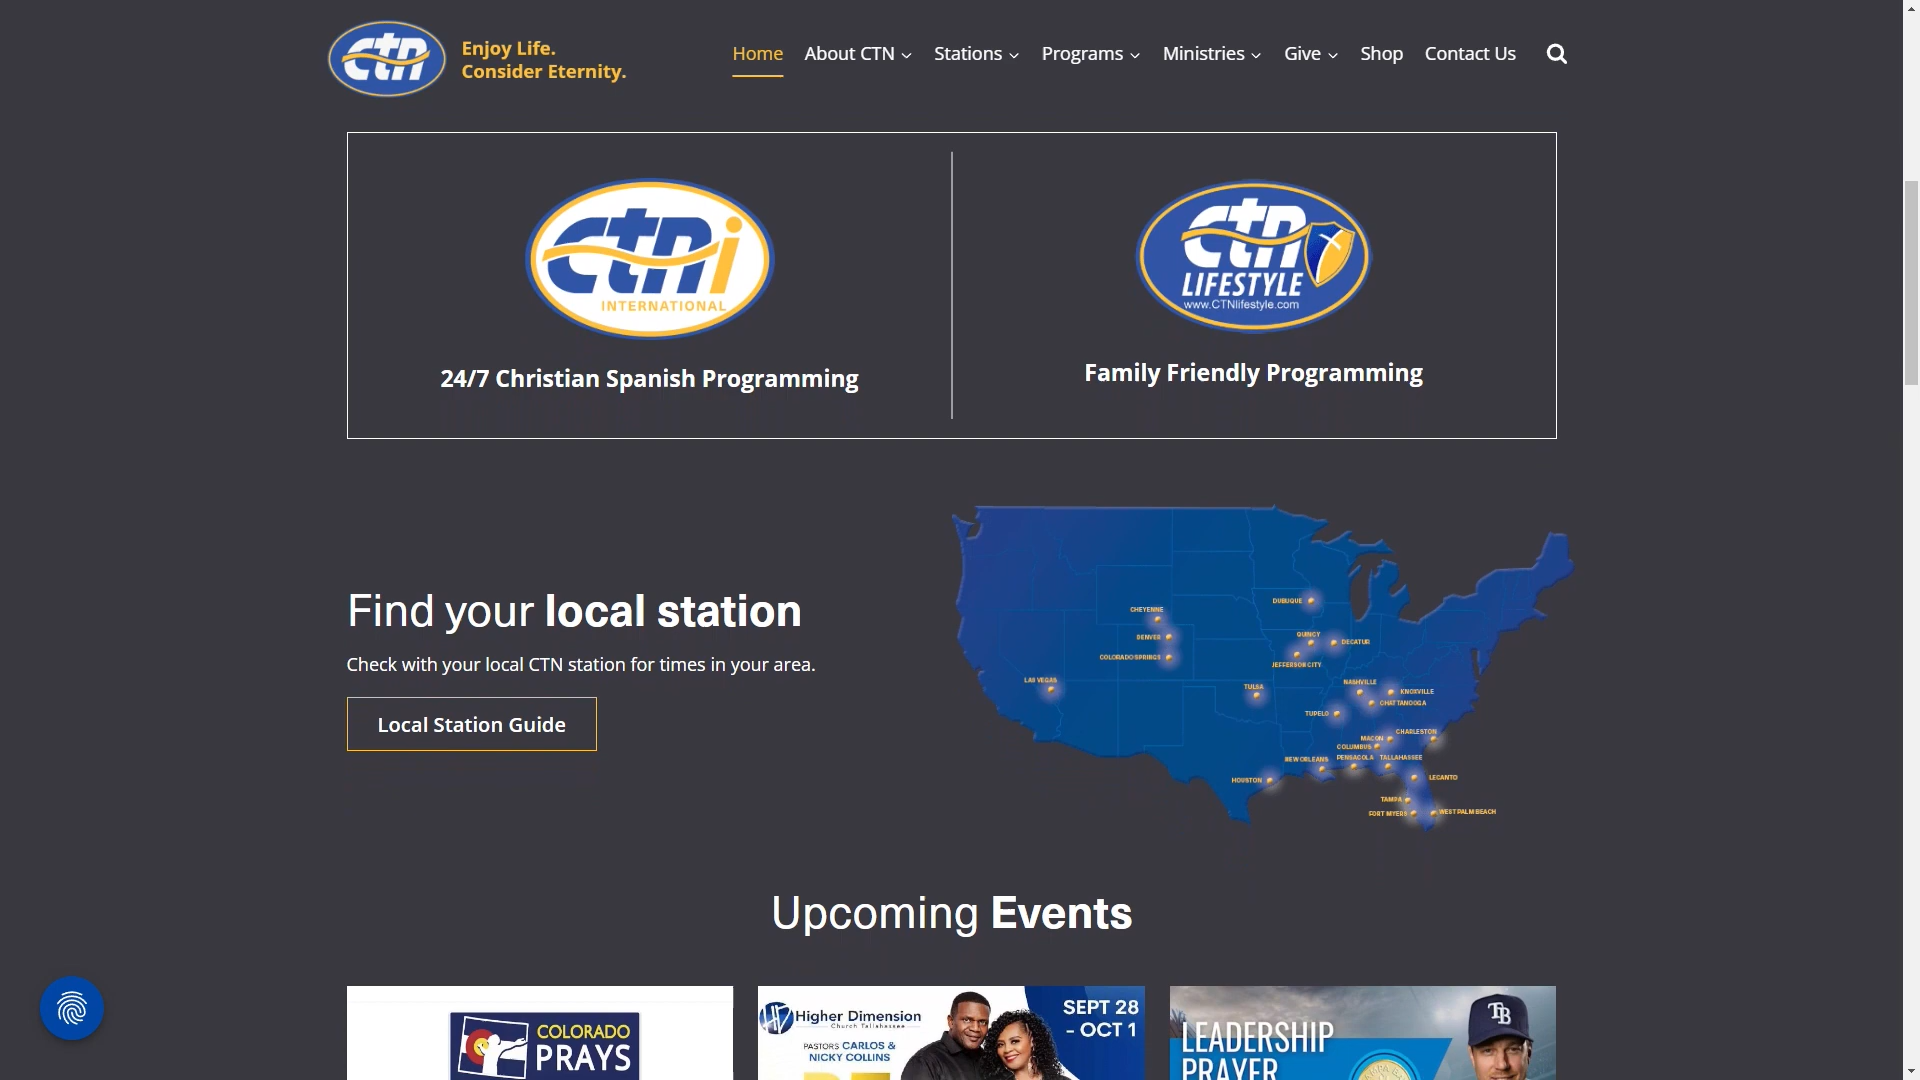 ctn
Enjoy Life.
Consider Eternity.
Home
About CTN
Stations
Programs
Ministries
Give
Shop
Contact Us
ctni
INTERNATIONAL
24/7 Christian Spanish Programming
ctn
LIFESTYLE
www.CTNlifestyle.com
Family Friendly Programming
Find your local station
Check with your local CTN station for times in your area.
Local Station Guide
CHEYENNE
DENVER
COLORADO SPRINGS
LAS VEGAS
DUBUQUE
QUINCY
DECATUR
JEFFERSON CITY
TULSA
NASHVILLE
KNOXVILLE
CHATTANOOGA
TUPELO
CHARLESTON
MACON
COLUMBUS
NEW ORLEANS
PENSACOLA
TALLAHASSEE
HOUSTON
LECANTO
TAMPA
FORT MYERS
WEST PALM BEACH
Upcoming Events
COLORADO
PRAYS
Higher Dimension
Church Tallahassee
PASTORS CARLOS &
NICKY COLLINS
SEPT 28
- OCT 1
LEADERSHIP
PRAYER
TB